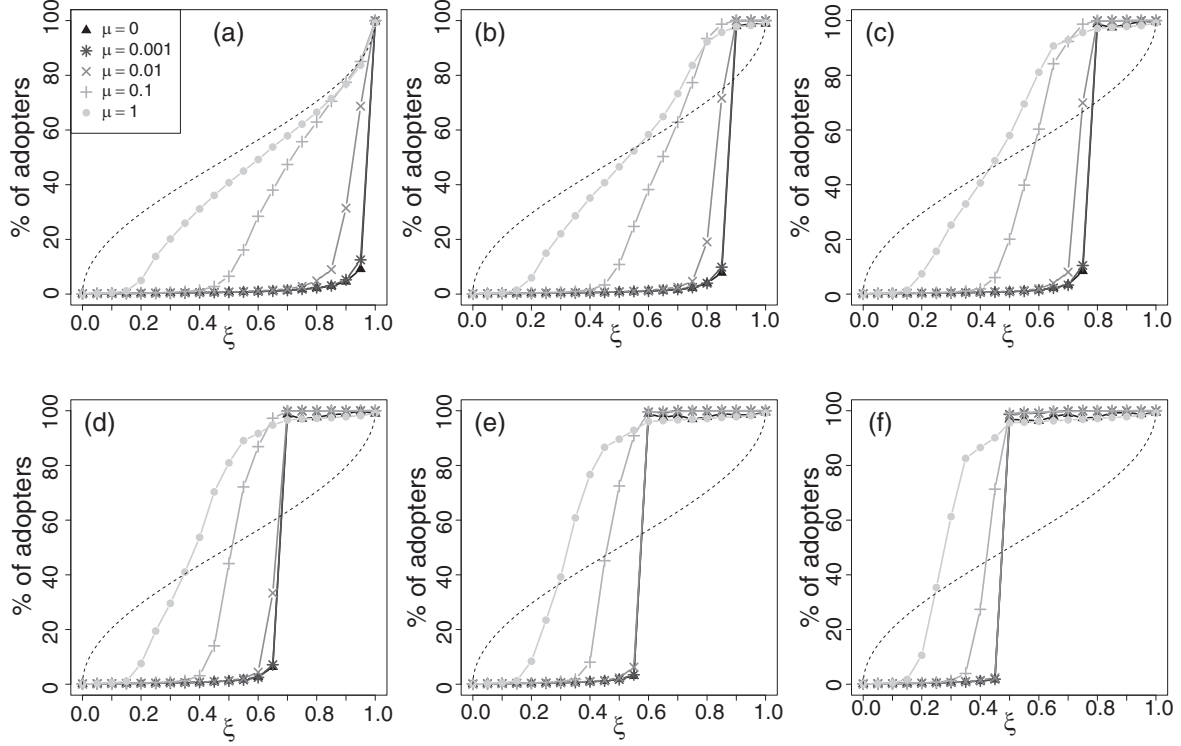 (a)
μ = 0
μ = 0.001
μ = 0.01
μ = 0.1
μ = 1
% of adopters
0 20 40 60 80 100
0.0 0.2 0.4 0.6 0.8 1.0
ξ
(b)
% of adopters
0 20 40 60 80 100
0.0 0.2 0.4 0.6 0.8 1.0
ξ
(c)
% of adopters
0 20 40 60 80 100
0.0 0.2 0.4 0.6 0.8 1.0
ξ
(d)
% of adopters
0 20 40 60 80 100
0.0 0.2 0.4 0.6 0.8 1.0
ξ
(e)
% of adopters
0 20 40 60 80 100
0.0 0.2 0.4 0.6 0.8 1.0
ξ
(f)
% of adopters
0 20 40 60 80 100
0.0 0.2 0.4 0.6 0.8 1.0
ξ